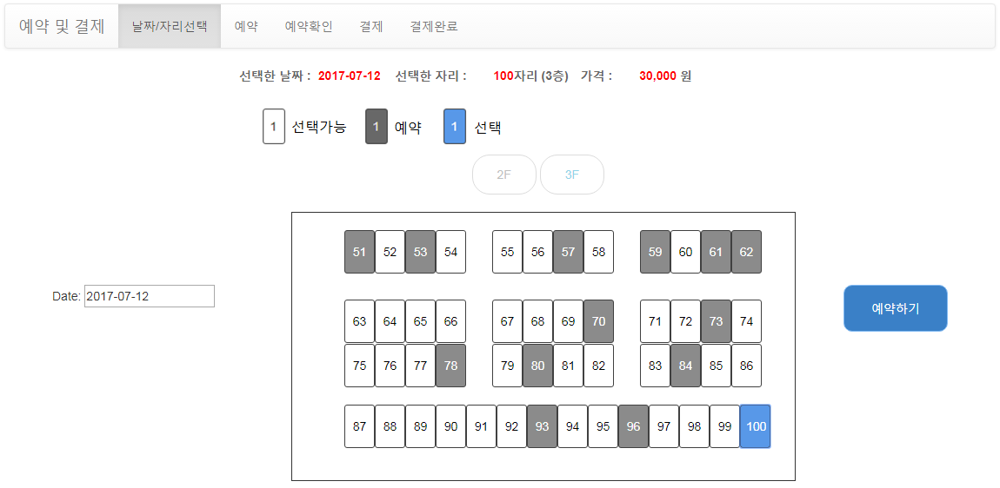 예약 및 결제 날짜/자리선택 예약 예약확인 결제 결제완료
선택한 날짜 : 2017-07-12 선택한 자리 : 100자리 (3층) 가격 : 30,000 원
1 선택가능 1 예약 1 선택
2F 3F
51 52 53 54 55 56 57 58 59 60 61 62
Date: 2017-07-12
예약하기
63 64 65 66 67 68 69 70 71 72 73 74
75 76 77 78 79 80 81 82 83 84 85 86
87 88 89 90 91 92 93 94 95 96 97 98 99 100